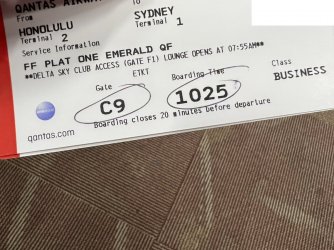 QANTAS AIRWAYS
From
HONOLULU
Terminal 2
SYDNEY
Terminal 1
Service Information
FF PLAT ONE EMERALD QF
**DELTA SKY CLUB ACCESS (GATE F1) LOUNGE OPENS AT 07:55AM**
ETKT
Gate
C9
Boarding Time
1025
Class
BUSINESS
Boarding closes 20 minutes before departure
qantas.com